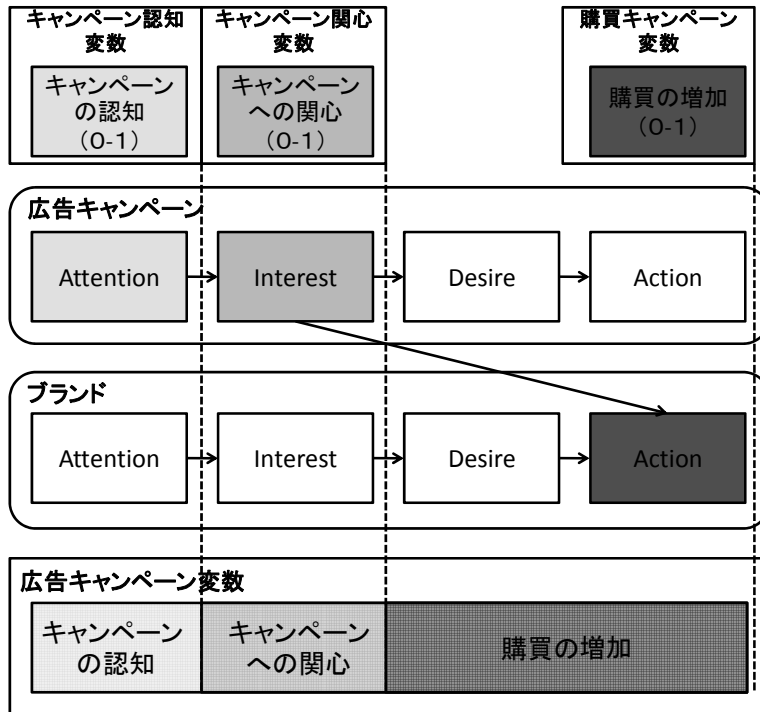 キャンペーン認知
変数
キャンペーン関心
変数
購買キャンペーン
変数
キャンペーン
の認知
(0-1)
キャンペーン
への関心
(0-1)
購買の増加
(0-1)
広告キャンペーン
Attention
Interest
Desire
Action
ブランド
Attention
Interest
Desire
Action
広告キャンペーン変数
キャンペーン
の認知
キャンペーン
への関心
購買の増加